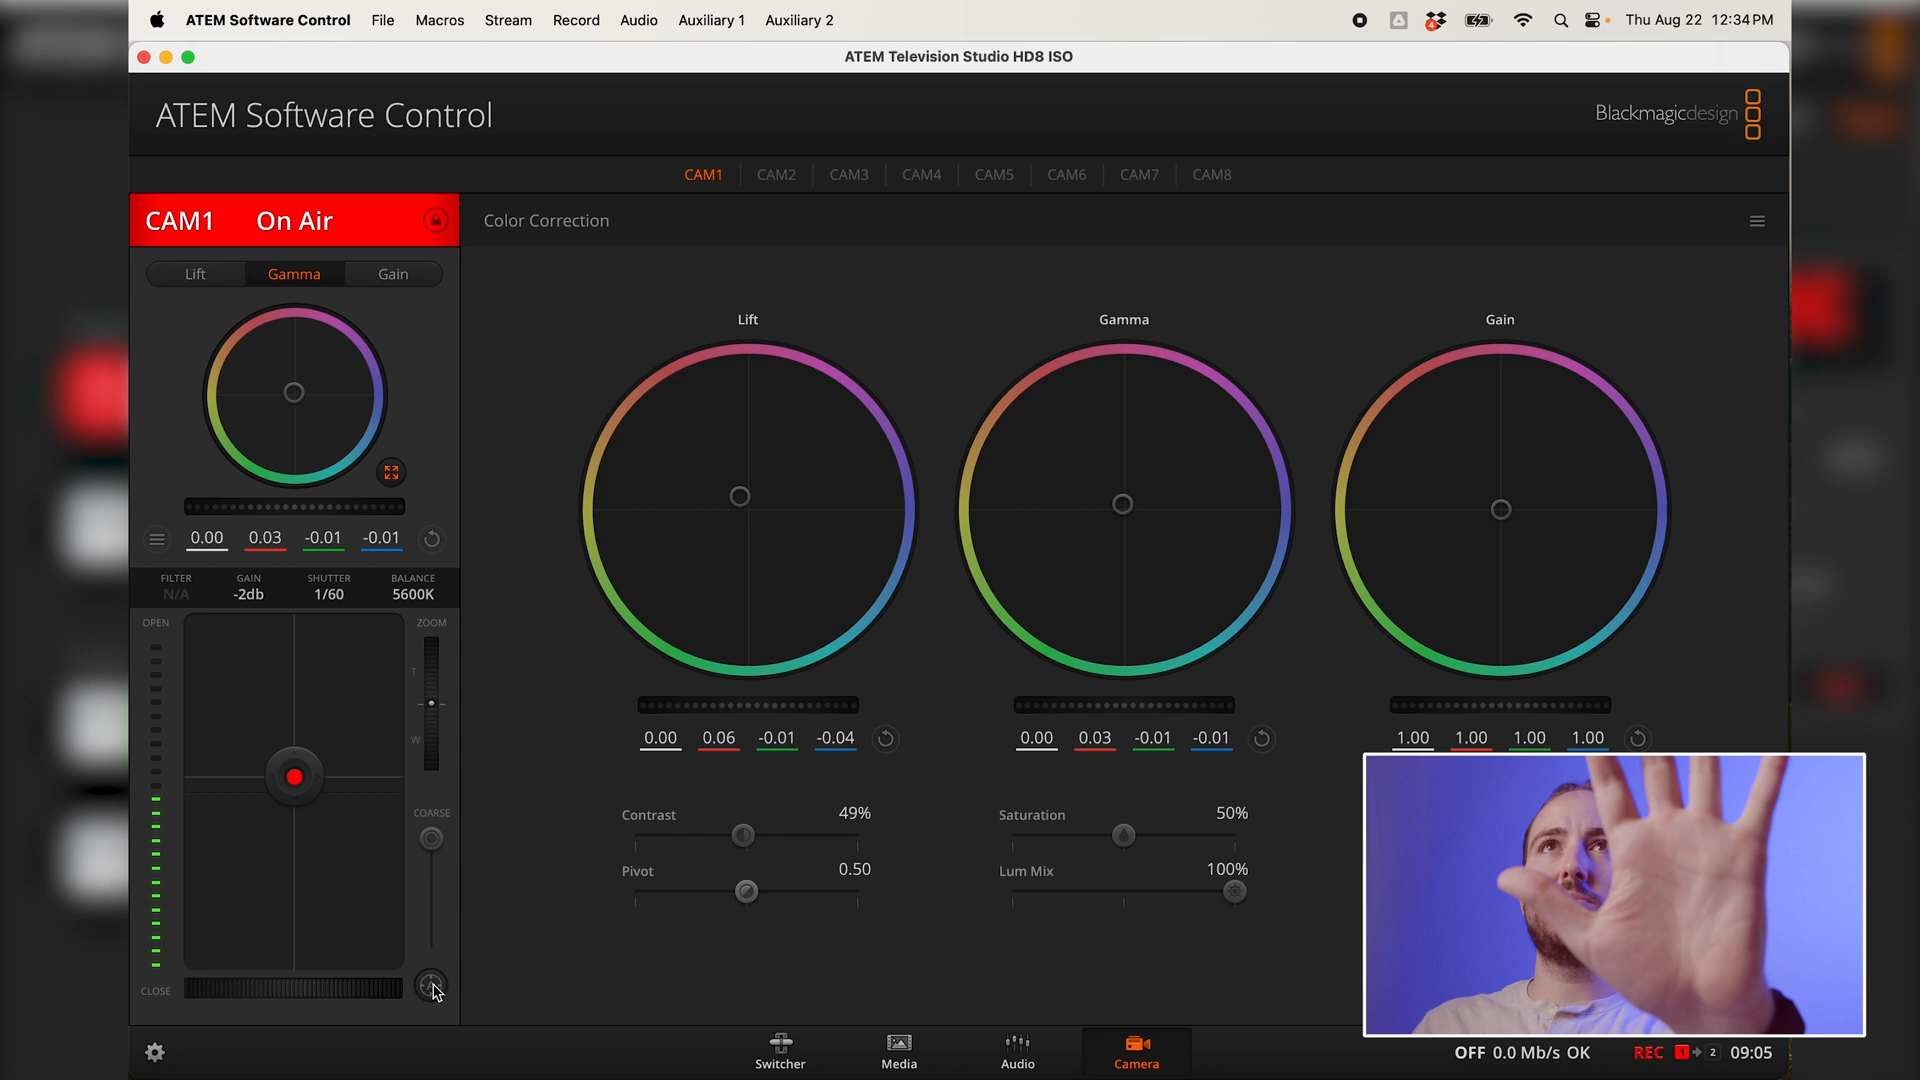 ATEM Software Control File Macros Stream Record Audio Auxiliary 1 Auxiliary 2 4 Thu Aug 22 12:34 PM
ATEM Television Studio HD8 ISO
ATEM Software Control
Blackmagicdesign
CAM1 CAM2 CAM3 CAM4 CAM5 CAM6 CAM7 CAM8
CAM1 On Air
Color Correction
Lift Gamma Gain
0.00 0.03 -0.01 -0.01
FILTER GAIN SHUTTER BALANCE
N/A -2db 1/60 5600K
OPEN ZOOM
T
W
COARSE
A
CLOSE
Lift Gamma Gain
0.00 0.06 -0.01 -0.04 0.00 0.03 -0.01 -0.01 1.00 1.00 1.00 1.00
Contrast 49% Saturation 50%
Pivot 0.50 Lum Mix 100%
Switcher Media Audio Camera
OFF 0.0 Mb/s OK REC 1 2 09:05